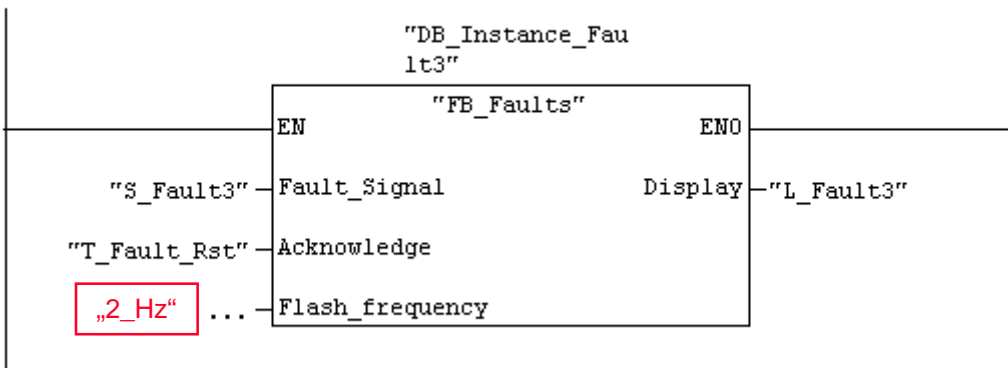 "DB_Instance_Fau
lt3"
"FB_Faults"
EN ENO
"S_Fault3" Fault_Signal Display "L_Fault3"
"T_Fault_Rst" Acknowledge
„2_Hz“ ... Flash_frequency